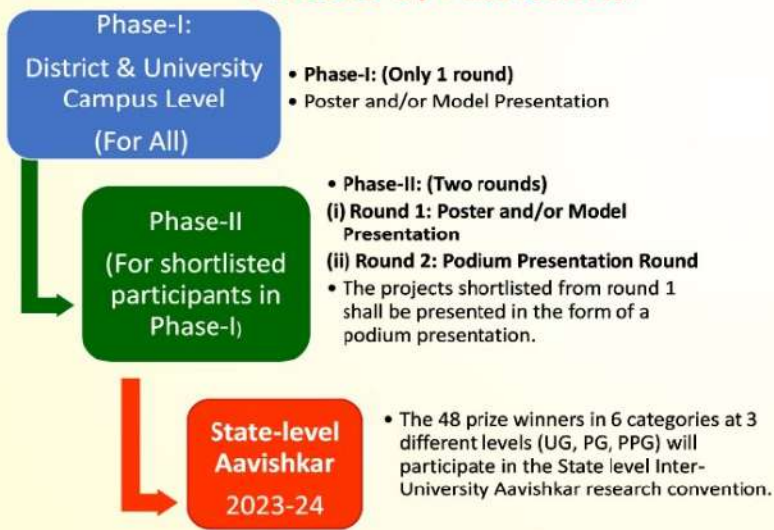 Phase-I:
District & University
Campus Level
(For All)
• Phase-I: (Only 1 round)
• Poster and/or Model Presentation
Phase-II
(For shortlisted
participants in
Phase-I)
• Phase-II: (Two rounds)
(i) Round 1: Poster and/or Model
Presentation
(ii) Round 2: Podium Presentation Round
• The projects shortlisted from round 1
shall be presented in the form of a
podium presentation.
State-level
Aavishkar
2023-24
• The 48 prize winners in 6 categories at 3
different levels (UG, PG, PPG) will
participate in the State level Inter-
University Aavishkar research convention.